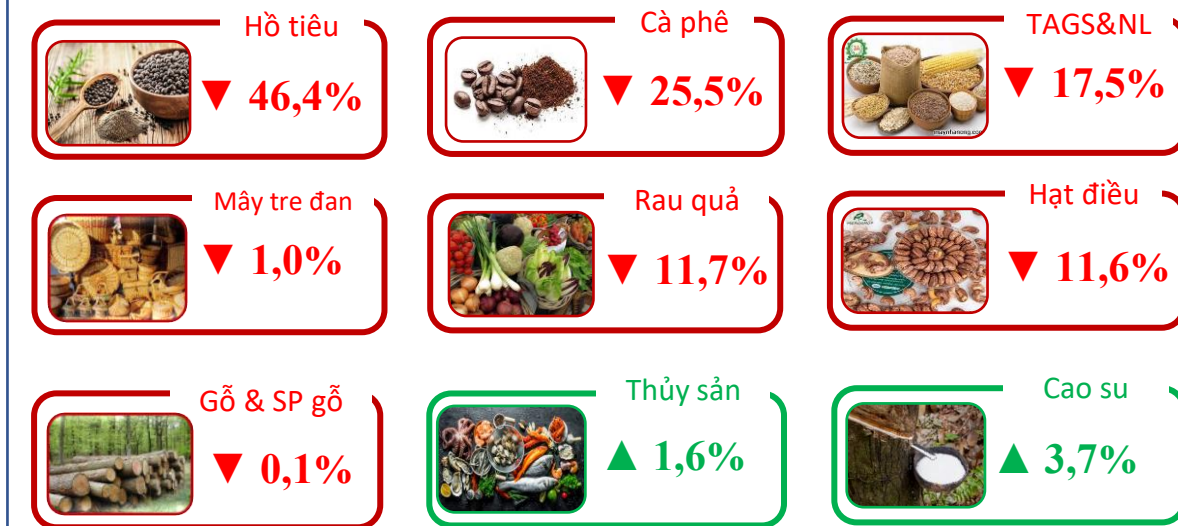 Hồ tiêu
▼ 46,4%
Cà phê
▼ 25,5%
TAGS&NL
▼ 17,5%
maynhanong.com
Mây tre đan
▼ 1,0%
Rau quả
▼ 11,7%
Hạt điều
▼ 11,6%
Gỗ & SP gỗ
▼ 0,1%
Thủy sản
▲ 1,6%
Cao su
▲ 3,7%